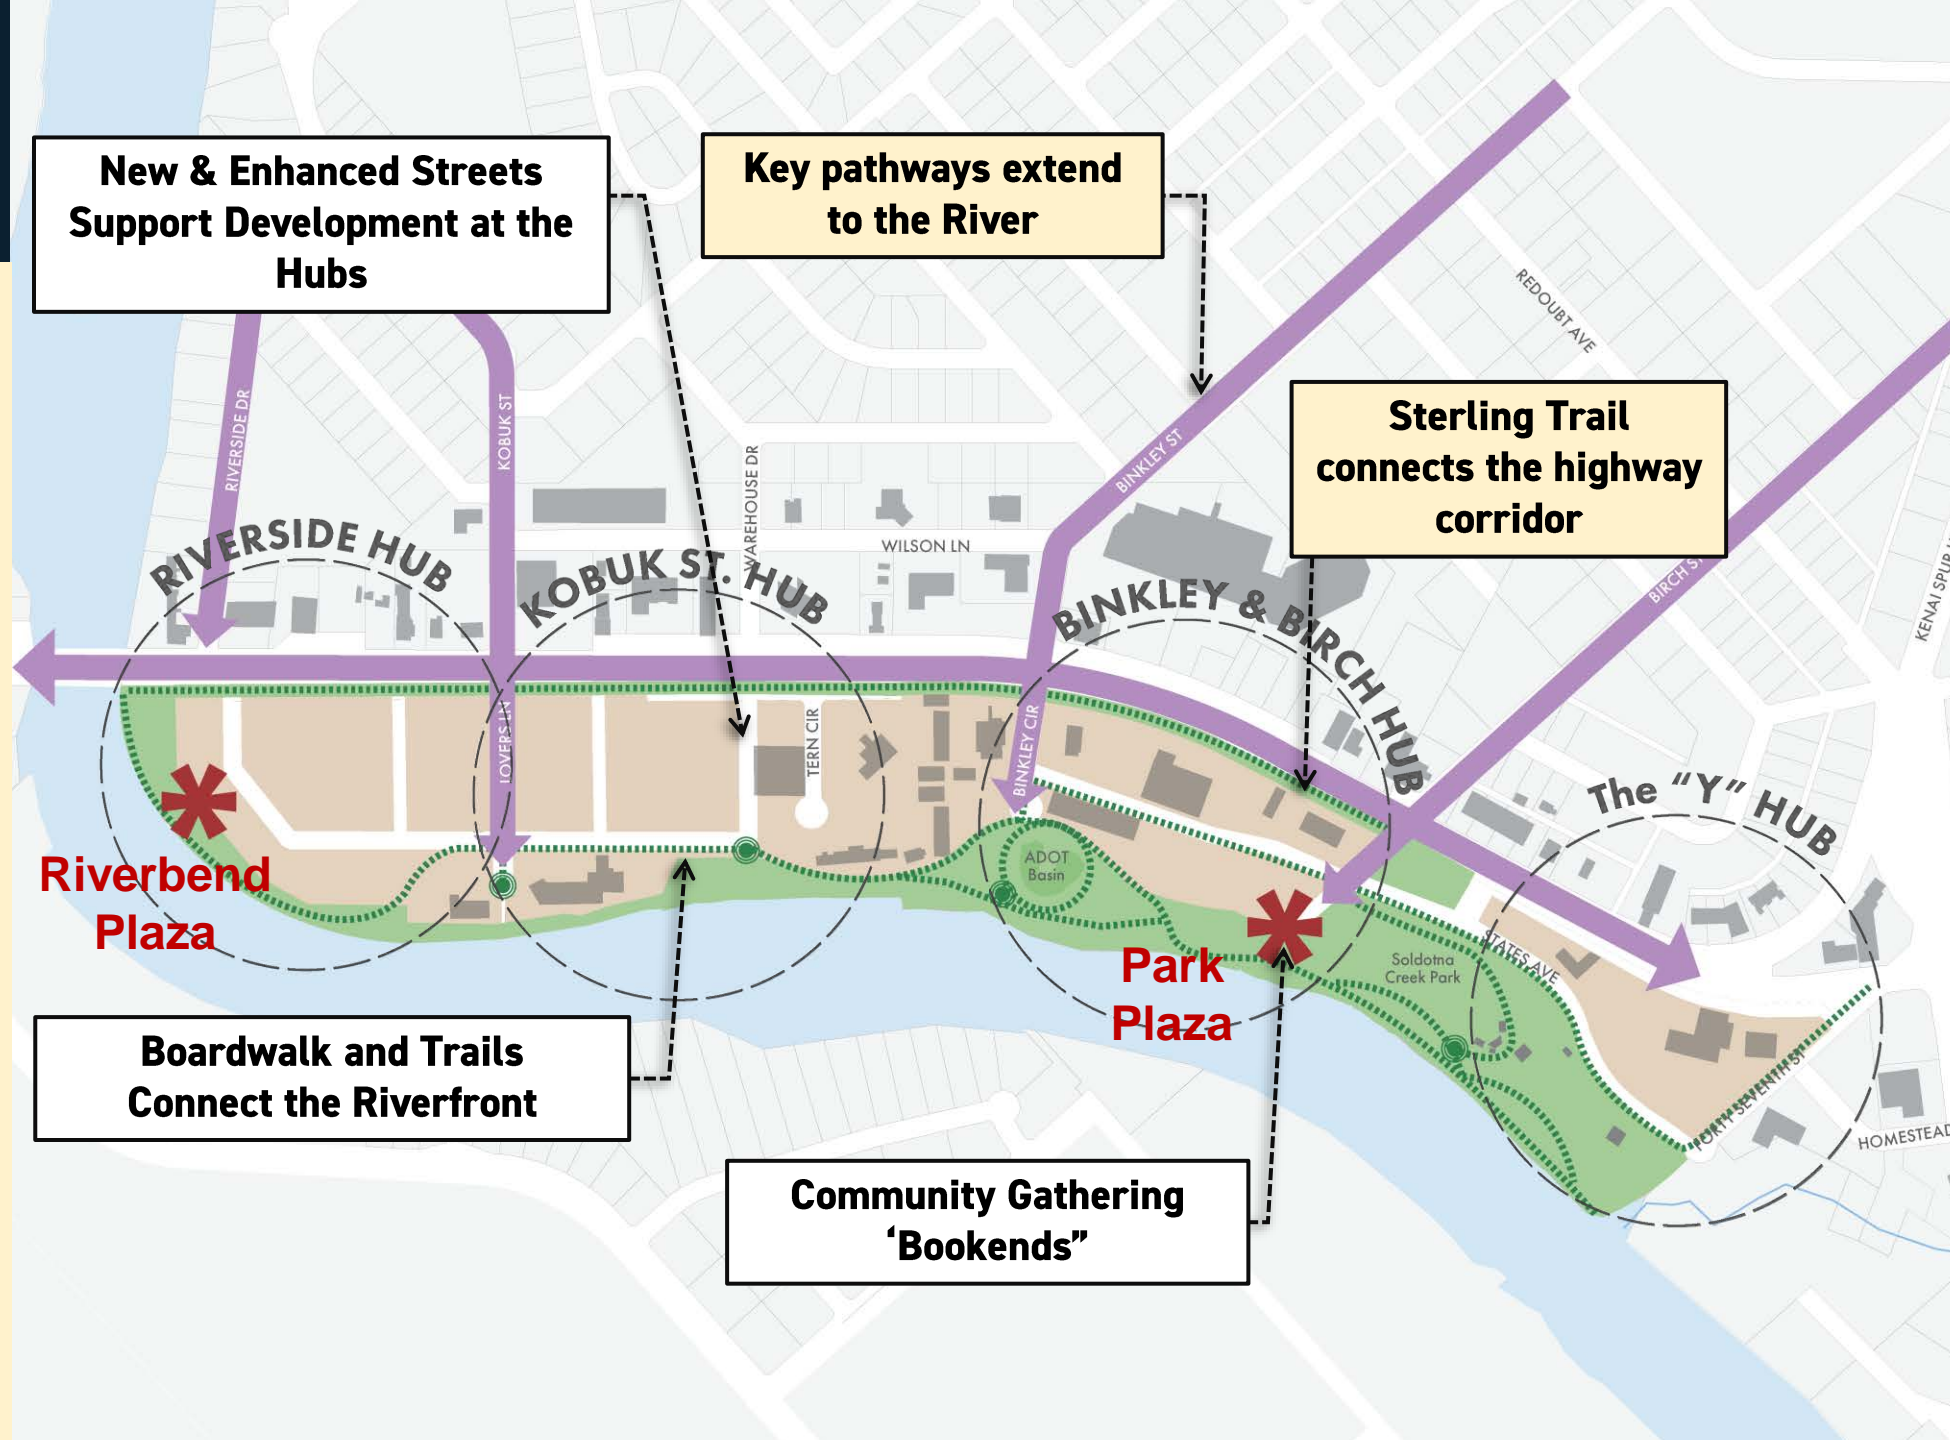 New & Enhanced Streets
Support Development at the
Hubs
Key pathways extend
to the River
REDOUBT AVE
Sterling Trail
connects the highway
corridor
RIVERSIDE DR
KOBUK ST
WAREHOUSE DR
BINKLEY ST
WILSON LN
BIRCH S
KENAI SPUR
RIVERSIDE HUB
KOBUK ST. HUB
BINKLEY & BIRCH HUB
The "Y" HUB
LOVERS LN
TERN CIR
BINKLEY CIR
ADOT
Basin
Riverbend
Plaza
Park
Plaza
Soldotna
Creek Park
STATES AVE
FORTY SEVENTH ST
HOMESTEAD
Boardwalk and Trails
Connect the Riverfront
Community Gathering
‘Bookends”